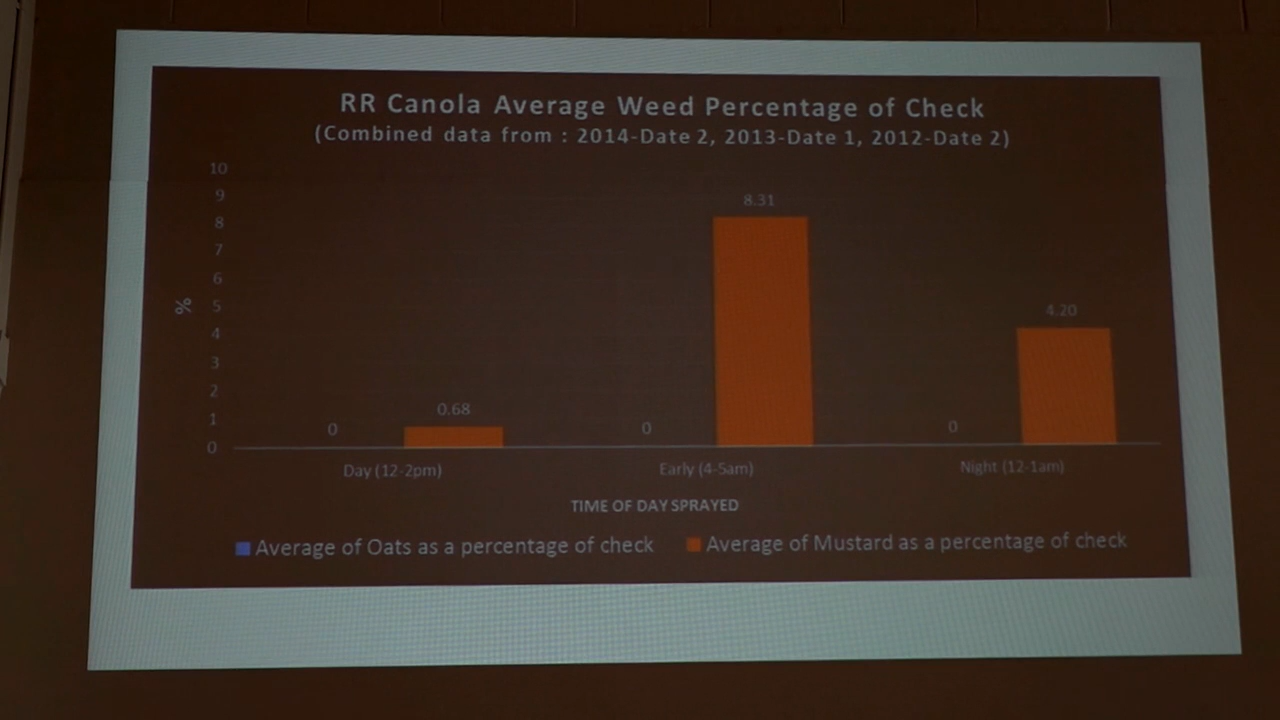 RR Canola Average Weed Percentage of Check
(Combined data from : 2014-Date 2, 2013-Date 1, 2012-Date 2)
10
9
8.31
8
7
6
%
5
4.20
4
3
2
0.68
1
0
0
0
0
Day (12-2pm)
Early (4-5am)
Night (12-1am)
TIME OF DAY SPRAYED
Average of Oats as a percentage of check
Average of Mustard as a percentage of check